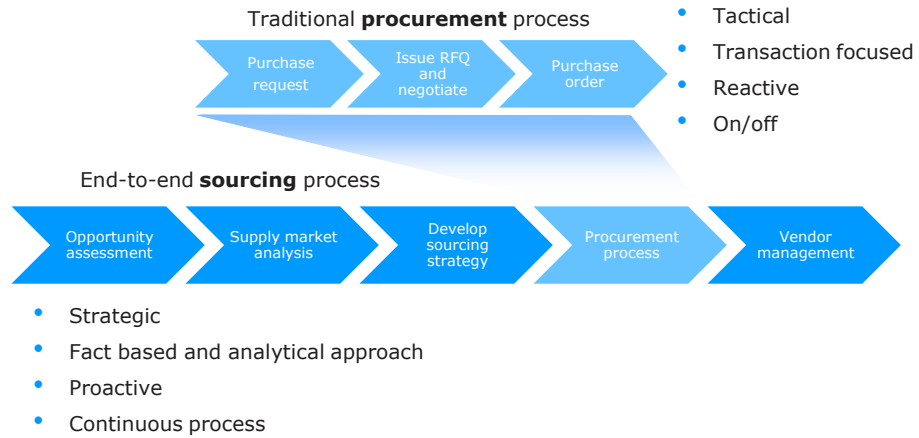 Traditional procurement process
Purchase
request
Issue RFQ
and
negotiate
Purchase
order
• Tactical
• Transaction focused
• Reactive
• On/off
End-to-end sourcing process
Opportunity
assessment
Supply market
analysis
Develop
sourcing
strategy
Procurement
process
Vendor
management
• Strategic
• Fact based and analytical approach
• Proactive
• Continuous process